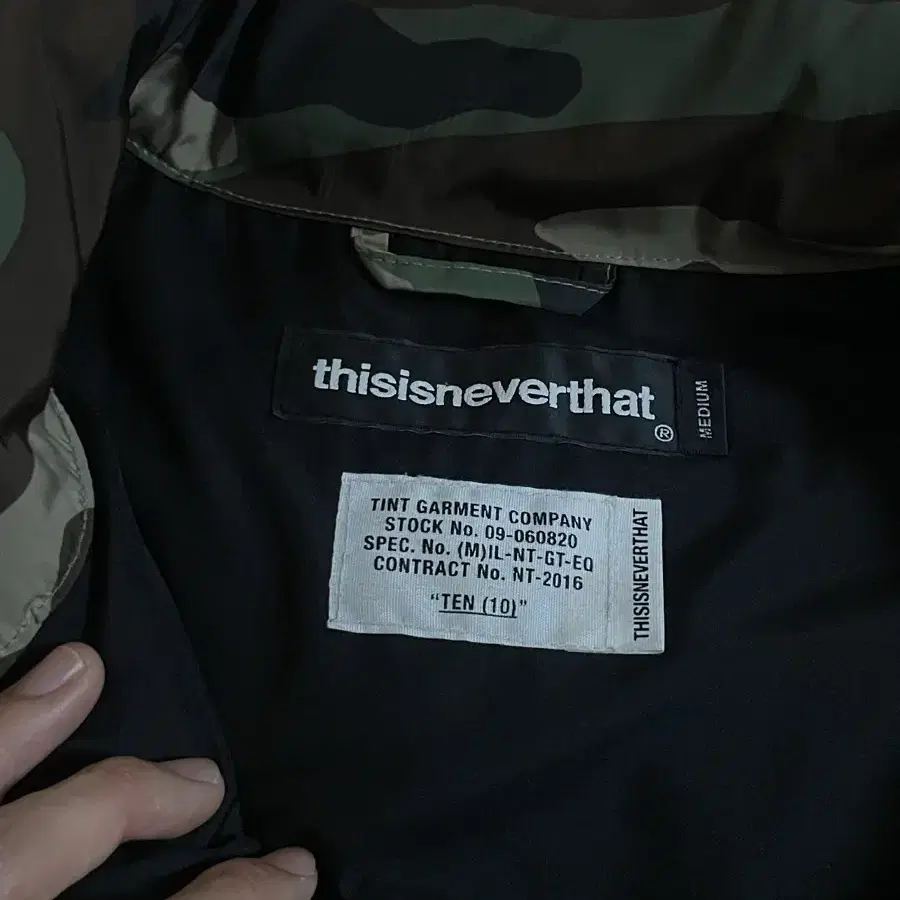 thisisneverthat
®
MEDIUM
TINT GARMENT COMPANY
STOCK No. 09-060820
SPEC. No. (M)IL-NT-GT-EQ
CONTRACT No. NT-2016
"TEN (10)"
THISISNEVERTHAT